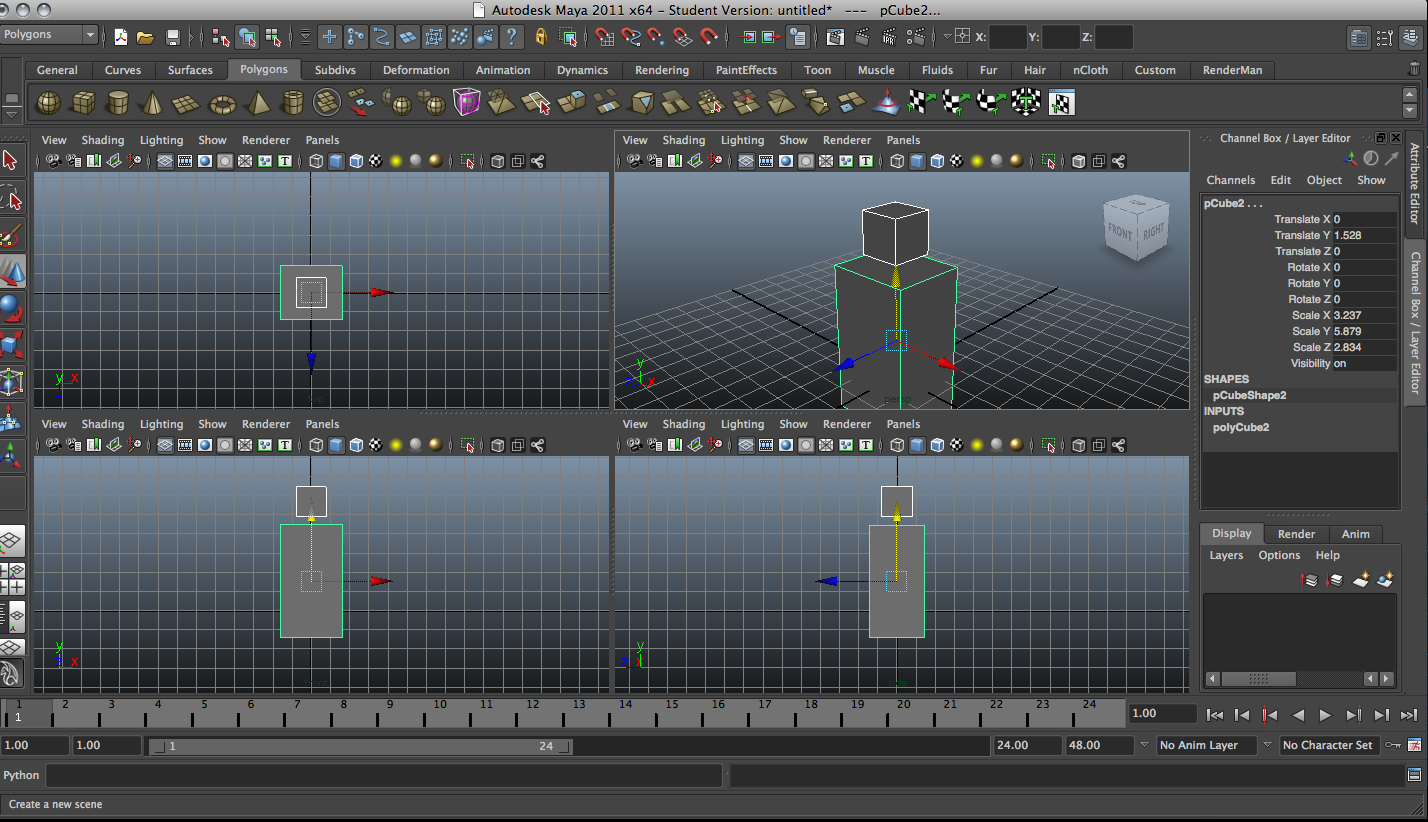 Autodesk Maya 2011 x64 - Student Version: untitled* --- pCube2...
Polygons X: Y: Z:
General Curves Surfaces Polygons Subdivs Deformation Animation Dynamics Rendering PaintEffects Toon Muscle Fluids Fur Hair nCloth Custom RenderMan
View Shading Lighting Show Renderer Panels
View Shading Lighting Show Renderer Panels
FRONT RIGHT
y x
y x
persp
View Shading Lighting Show Renderer Panels
View Shading Lighting Show Renderer Panels
y x
y
z
Channel Box / Layer Editor
Channels Edit Object Show
pCube2 . . .
Translate X 0
Translate Y 1.528
Translate Z 0
Rotate X 0
Rotate Y 0
Rotate Z 0
Scale X 3.237
Scale Y 5.879
Scale Z 2.834
Visibility on
SHAPES
pCubeShape2
INPUTS
polyCube2
Attribute Editor
Channel Box / Layer Editor
Display Render Anim
Layers Options Help
1 2 3 4 5 6 7 8 9 10 11 12 13 14 15 16 17 18 19 20 21 22 23 24
1
1.00
1.00 1.00 1 24 24.00 48.00 No Anim Layer No Character Set
Python
Create a new scene